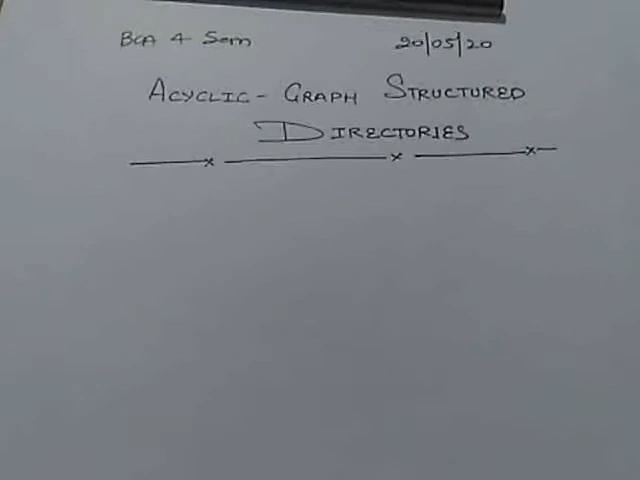 BCA 4 Sem 20/05/20
ACYCLIC - GRAPH STRUCTURED
DIRECTORIES